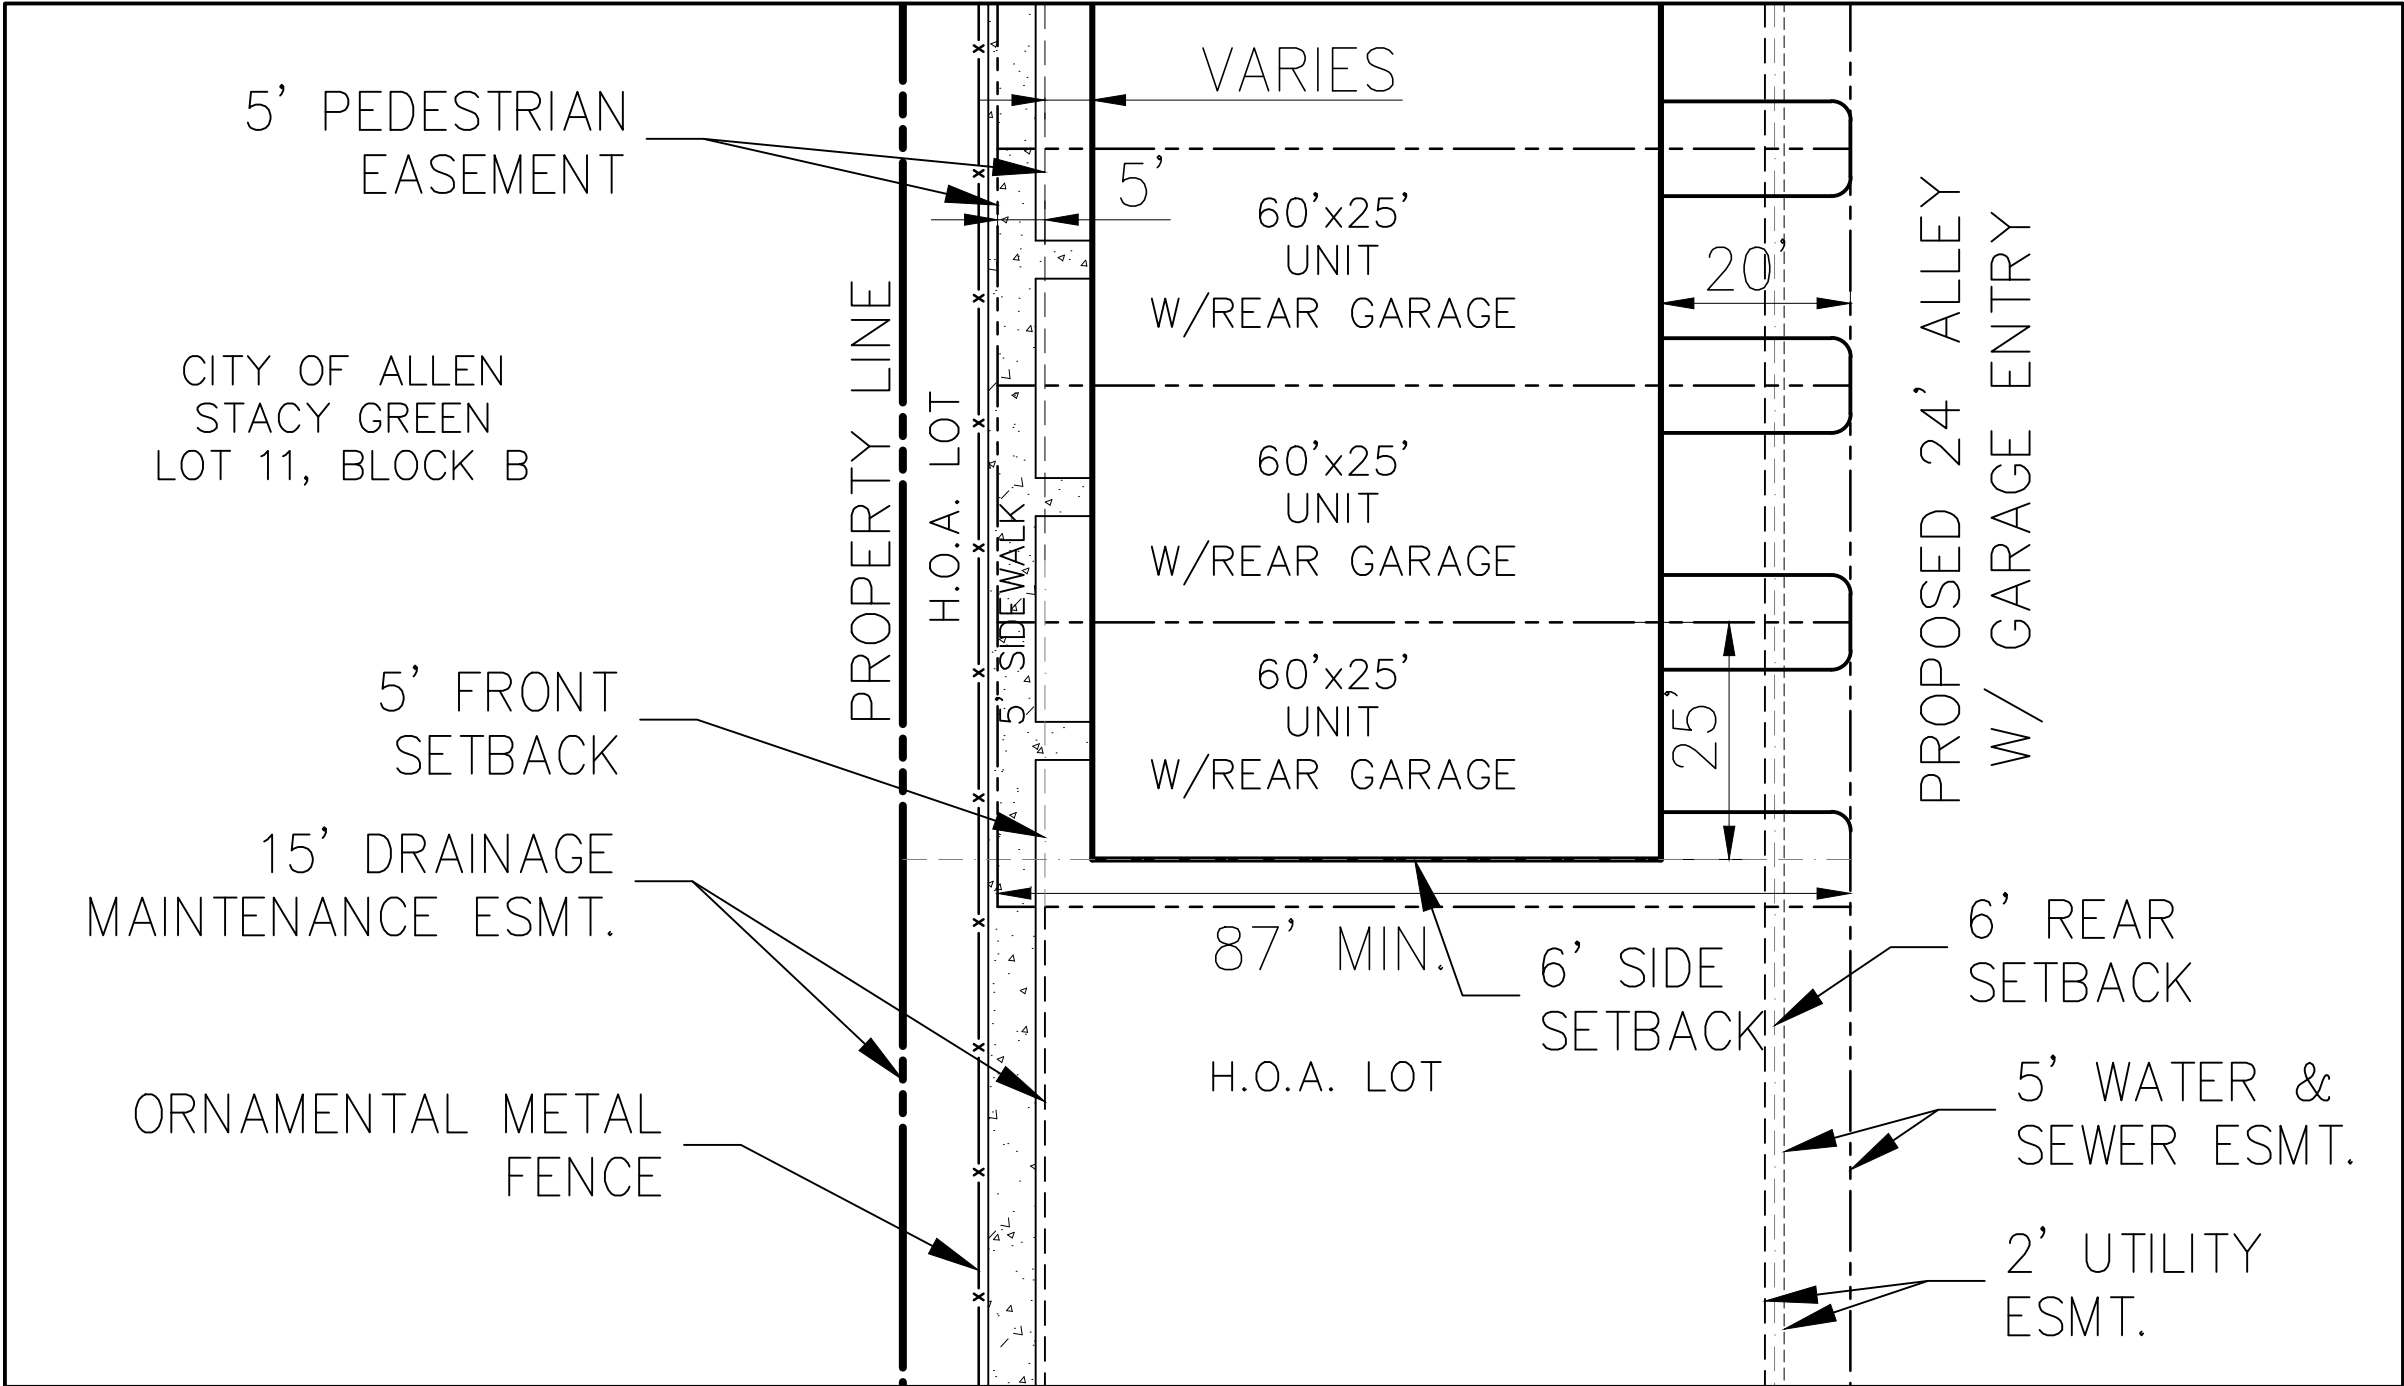 VARIES
5' PEDESTRIAN
EASEMENT
5'
60'x25'
UNIT
W/REAR GARAGE
20'
PROPOSED 24' ALLEY
W/ GARAGE ENTRY
CITY OF ALLEN
STACY GREEN
LOT 11, BLOCK B
PROPERTY LINE
H.O.A. LOT
5' SIDEWALK
60'x25'
UNIT
W/REAR GARAGE
5' FRONT
SETBACK
60'x25'
UNIT
W/REAR GARAGE
25'
15' DRAINAGE
MAINTENANCE ESMT.
87' MIN.
6' SIDE
SETBACK
6' REAR
SETBACK
H.O.A. LOT
5' WATER &
SEWER ESMT.
ORNAMENTAL METAL
FENCE
2' UTILITY
ESMT.